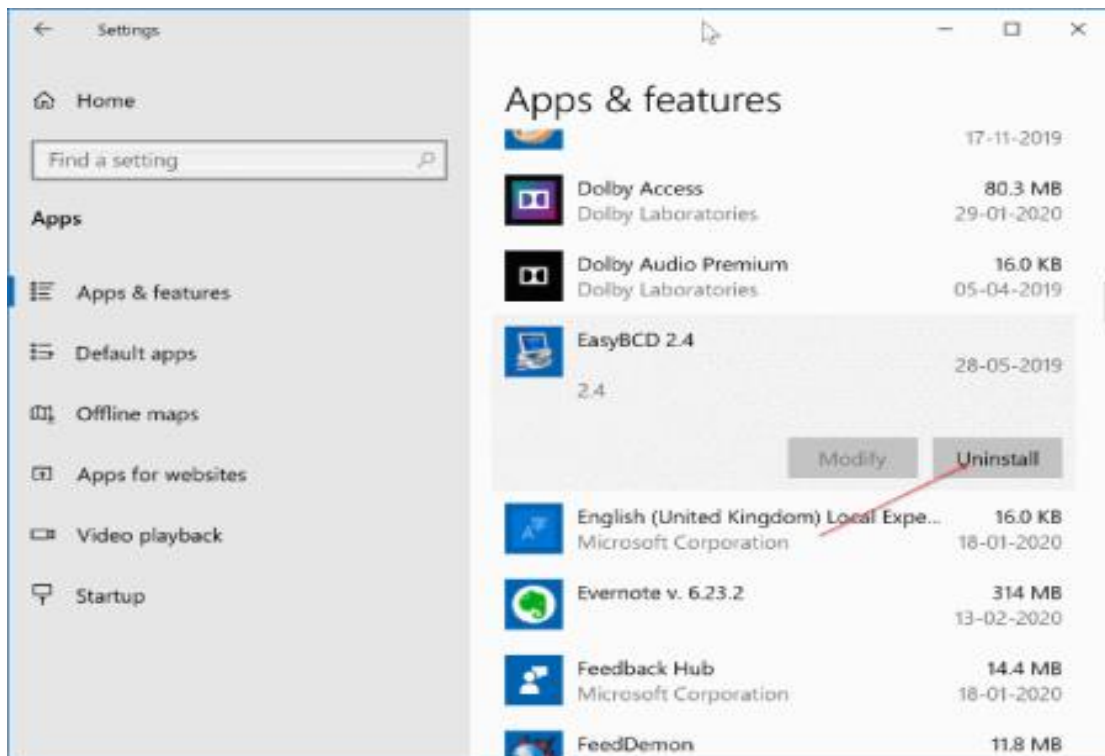 Settings
Home
Find a setting
Apps
Apps & features
Default apps
Offline maps
Apps for websites
Video playback
Startup
Apps & features
17-11-2019
Dolby Access 80.3 MB
Dolby Laboratories 29-01-2020
Dolby Audio Premium 16.0 KB
Dolby Laboratories 05-04-2019
EasyBCD 2.4
28-05-2019
2.4
Modify Uninstall
English (United Kingdom) Local Expe... 16.0 KB
Microsoft Corporation 18-01-2020
Evernote v. 6.23.2 314 MB
13-02-2020
Feedback Hub 14.4 MB
Microsoft Corporation 18-01-2020
FeedDemon 11.8 MB